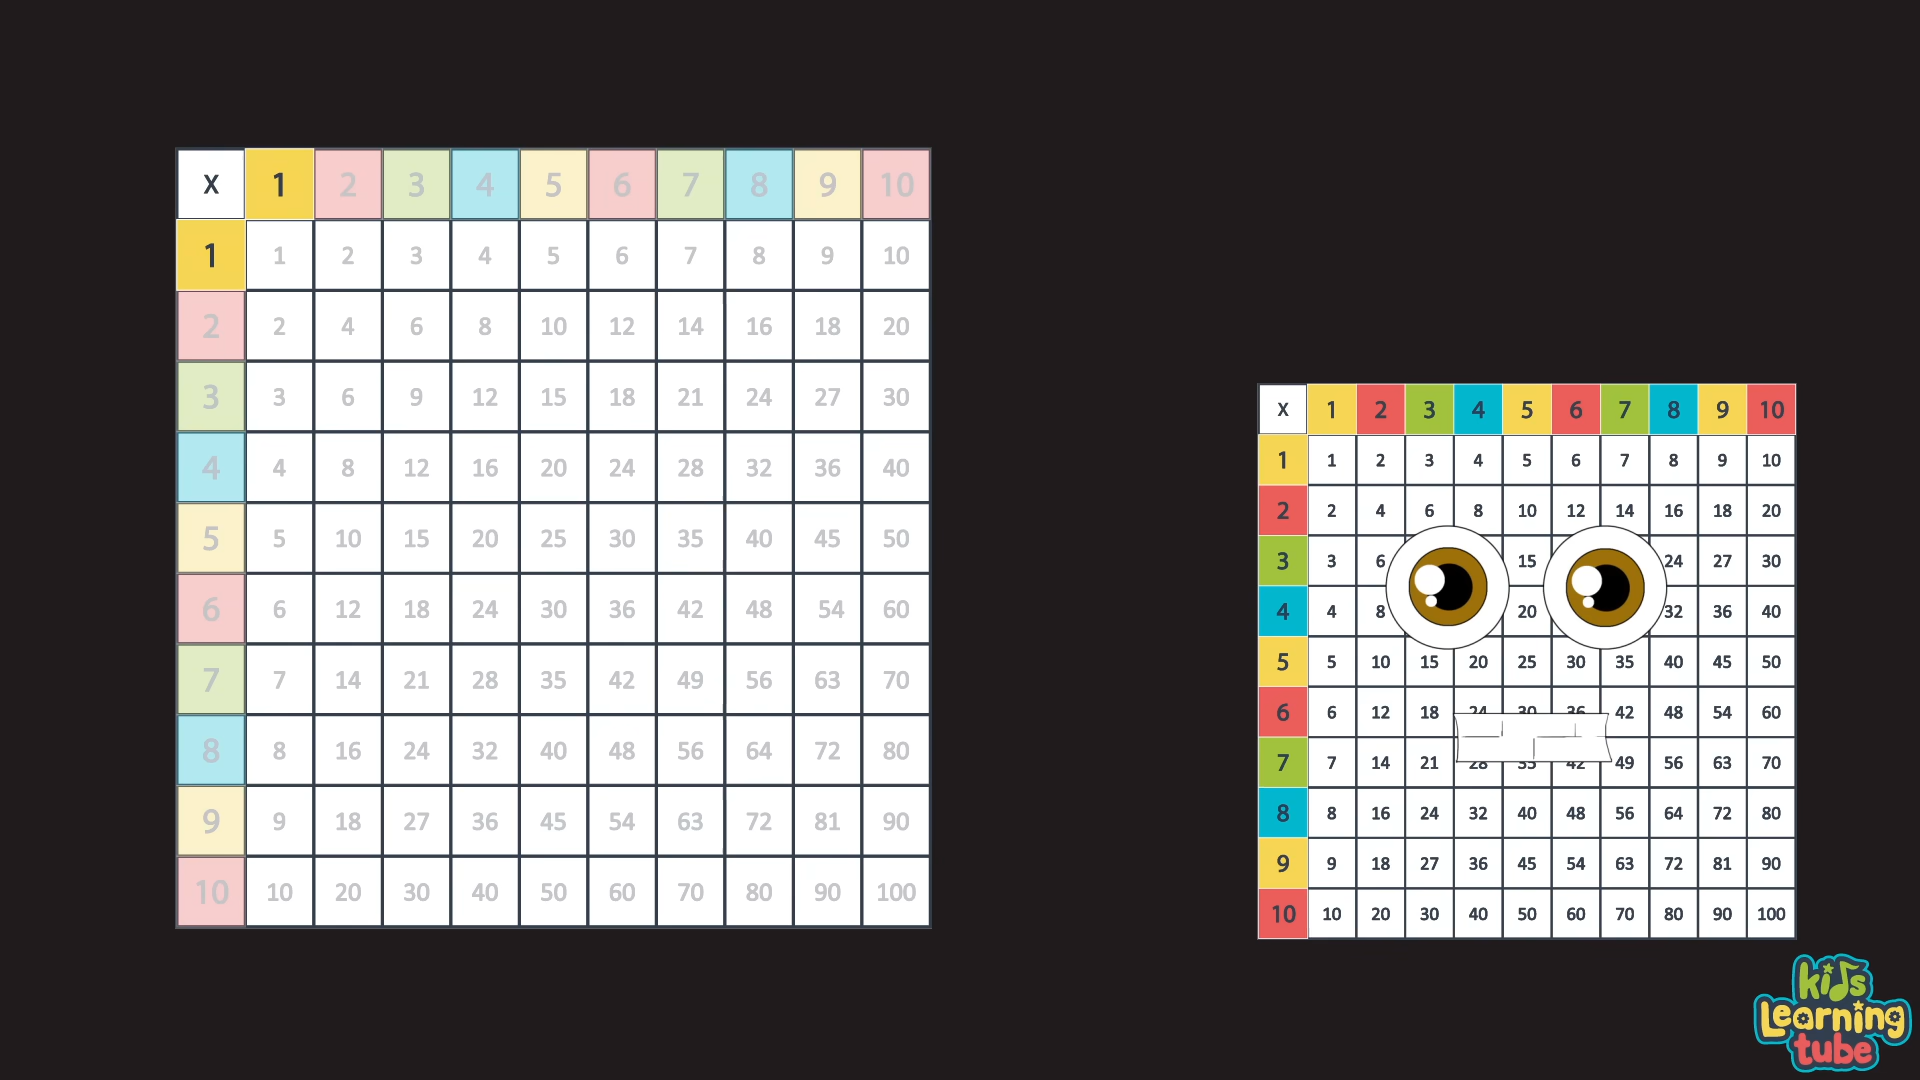 X 1 2 3 4 5 6 7 8 9 10
1 1 2 3 4 5 6 7 8 9 10
2 2 4 6 8 10 12 14 16 18 20
3 3 6 9 12 15 18 21 24 27 30
4 4 8 12 16 20 24 28 32 36 40
5 5 10 15 20 25 30 35 40 45 50
6 6 12 18 24 30 36 42 48 54 60
7 7 14 21 28 35 42 49 56 63 70
8 8 16 24 32 40 48 56 64 72 80
9 9 18 27 36 45 54 63 72 81 90
10 10 20 30 40 50 60 70 80 90 100
X 1 2 3 4 5 6 7 8 9 10
1 1 2 3 4 5 6 7 8 9 10
2 2 4 6 8 10 12 14 16 18 20
3 3 6 15 24 27 30
4 4 8 20 32 36 40
5 5 10 15 20 25 30 35 40 45 50
6 6 12 18 24 30 36 42 48 54 60
7 7 14 21 28 35 42 49 56 63 70
8 8 16 24 32 40 48 56 64 72 80
9 9 18 27 36 45 54 63 72 81 90
10 10 20 30 40 50 60 70 80 90 100
kids
Learning
tube